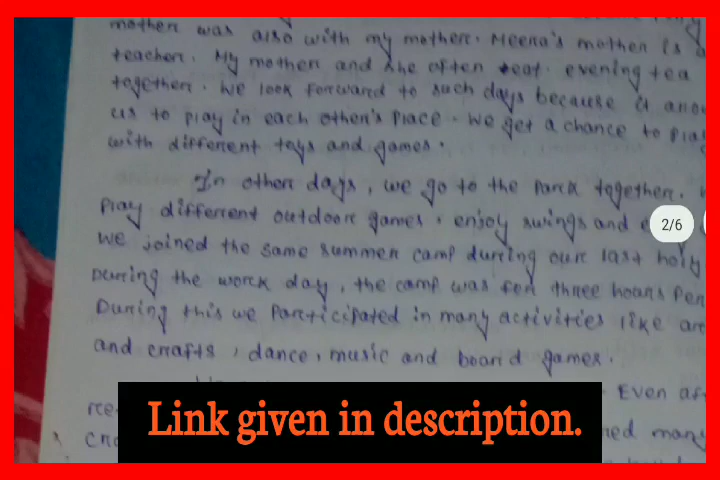 mother was also with my mother. Meena's mother is a
teacher. My mother and she often eat evening tea
together. We look forward to such days because it
us to play in each other's place. We get a chance to play
with different toys and games.
In other days, we go to the park together.
play different outdoor games, enjoy swings and
2/6
We joined the same summer camp during our last
During the work day, the camp was for three hours per
During this we participated in many activities like
and crafts, dance, music and board games.
Even
Link given in description.
many